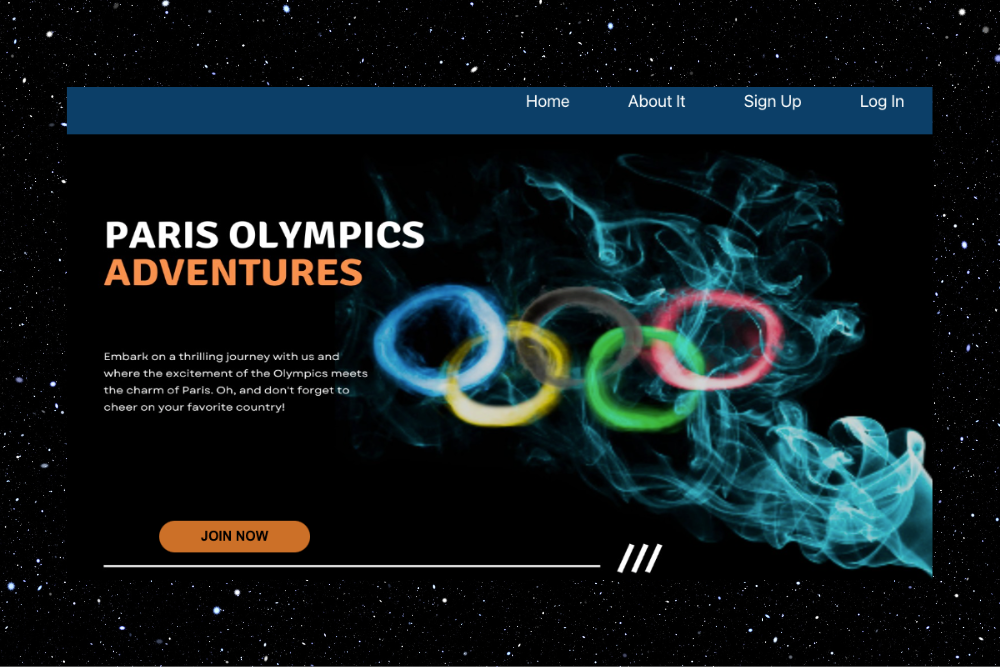 Home About It Sign Up Log In
PARIS OLYMPICS
ADVENTURES
Embark on a thrilling journey with us and
where the excitement of the Olympics meets
the charm of Paris. Oh, and don't forget to
cheer on your favorite country!
JOIN NOW